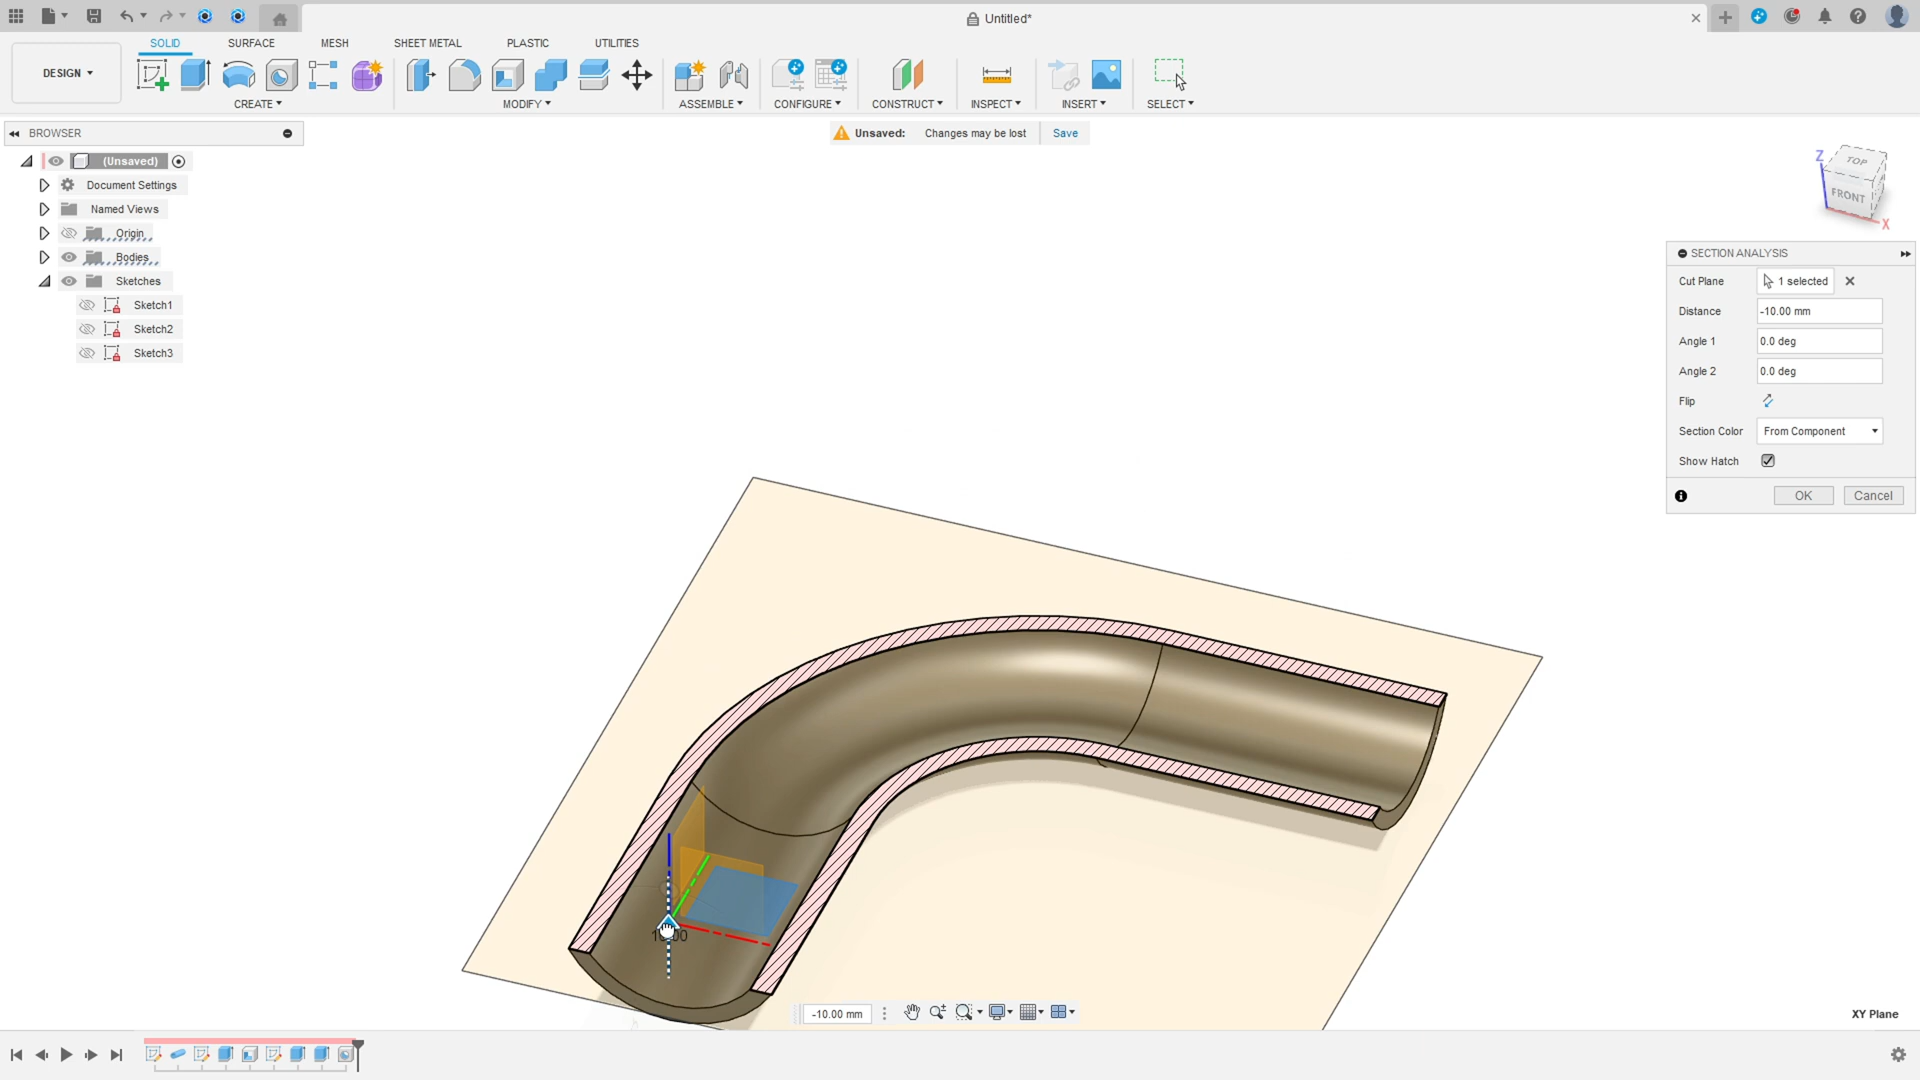 Untitled*
SOLID SURFACE MESH SHEET METAL PLASTIC UTILITIES
DESIGN
CREATE MODIFY ASSEMBLE CONFIGURE CONSTRUCT INSPECT INSERT SELECT
BROWSER
Unsaved: Changes may be lost Save
(Unsaved)
Document Settings
Named Views
Origin
Bodies
Sketches
Sketch1
Sketch2
Sketch3
Z
TOP
FRONT
X
SECTION ANALYSIS
Cut Plane 1 selected
Distance -10.00 mm
Angle 1 0.0 deg
Angle 2 0.0 deg
Flip
Section Color From Component
Show Hatch
OK Cancel
-10.00 mm
XY Plane